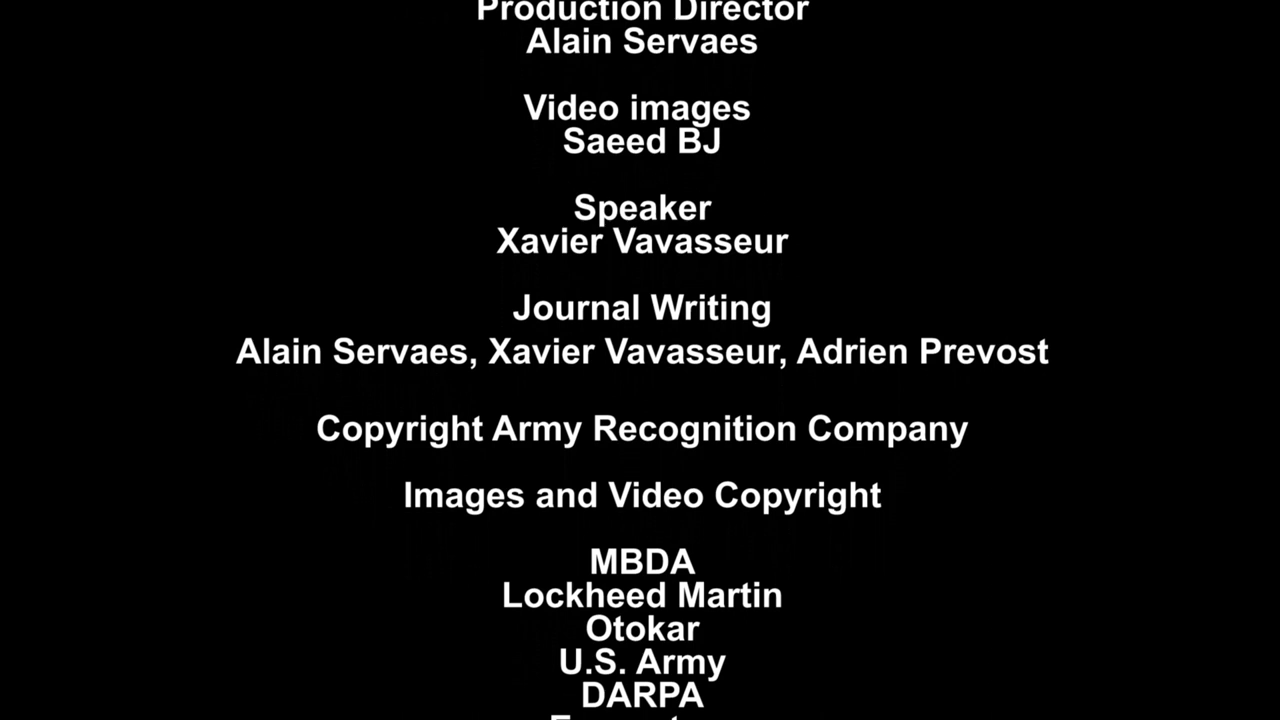 Production Director
Alain Servaes
Video images
Saeed BJ
Speaker
Xavier Vavasseur
Journal Writing
Alain Servaes, Xavier Vavasseur, Adrien Prevost
Copyright Army Recognition Company
Images and Video Copyright
MBDA
Lockheed Martin
Otokar
U.S. Army
DARPA